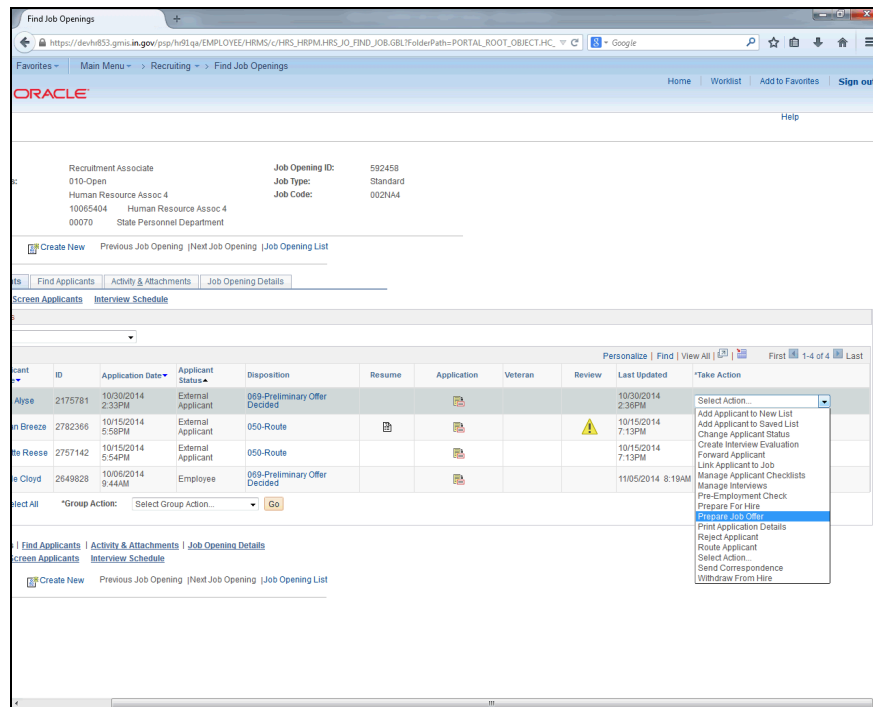 Find Job Openings
https://devhr853.gmis.in.gov/psp/hr91qa/EMPLOYEE/HRMS/c/HRS_HRPM.HRS_JO_FIND_JOB.GBL?FolderPath=PORTAL_ROOT_OBJECT.HC_
Google
Favorites Main Menu > Recruiting > Find Job Openings
Home Worklist Add to Favorites Sign out
ORACLE
Help
Recruitment Associate Job Opening ID: 592458
s: 010-Open Job Type: Standard
Human Resource Assoc 4 Job Code: 002NA4
10065404 Human Resource Assoc 4
00070 State Personnel Department
Create New Previous Job Opening |Next Job Opening |Job Opening List
nts Find Applicants Activity & Attachments Job Opening Details
Screen Applicants Interview Schedule
s
Personalize | Find | View All | | First 1-4 of 4 Last
icant
e ID Application Date Applicant Status Disposition Resume Application Veteran Review Last Updated *Take Action
Alyse 2175781 10/30/2014 2:33PM External Applicant 069-Preliminary Offer Decided 10/30/2014 2:36PM Select Action...
n Breeze 2782366 10/15/2014 5:58PM External Applicant 050-Route 10/15/2014 7:13PM
tte Reese 2757142 10/15/2014 5:54PM External Applicant 050-Route 10/15/2014 7:13PM
e Cloyd 2649828 10/06/2014 9:44AM Employee 069-Preliminary Offer Decided 11/05/2014 8:19AM
Add Applicant to New List
Add Applicant to Saved List
Change Applicant Status
Create Interview Evaluation
Forward Applicant
Link Applicant to Job
Manage Applicant Checklists
Manage Interviews
Pre-Employment Check
Prepare For Hire
Prepare Job Offer
Print Application Details
Reject Applicant
Route Applicant
Select Action...
Send Correspondence
Withdraw From Hire
elect All *Group Action: Select Group Action... Go
s | Find Applicants | Activity & Attachments | Job Opening Details
Screen Applicants Interview Schedule
Create New Previous Job Opening |Next Job Opening |Job Opening List